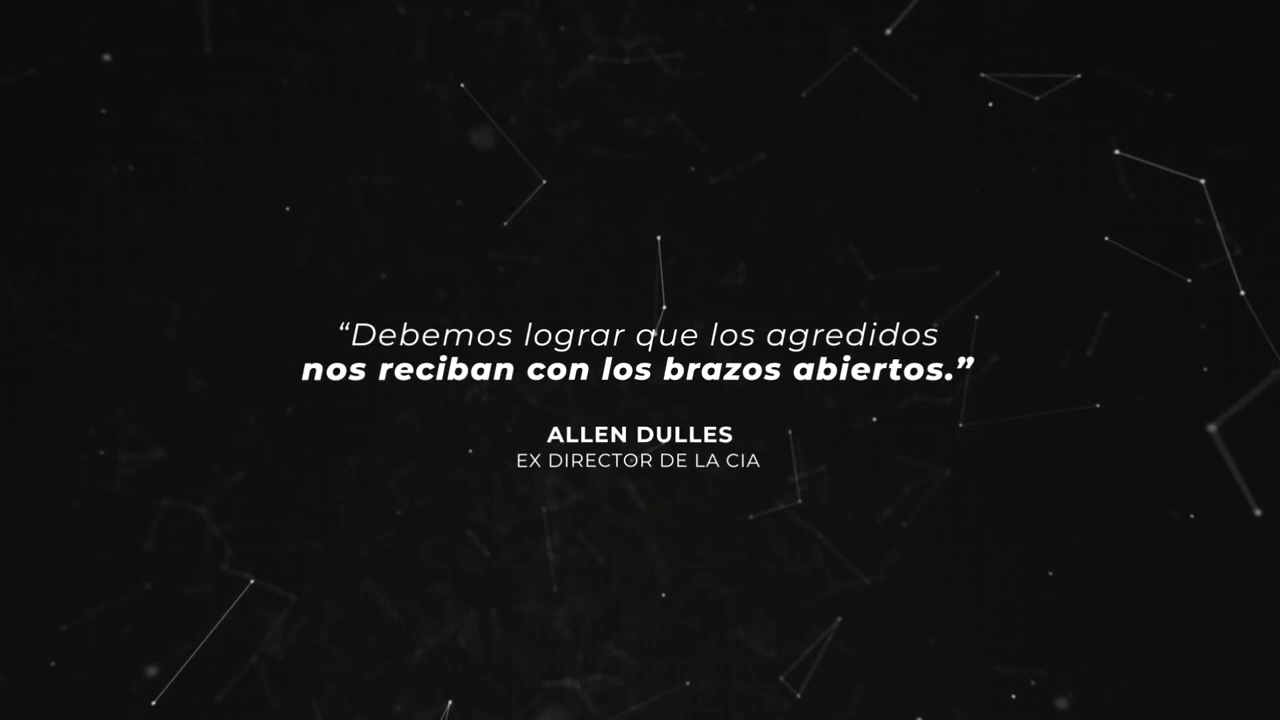 “Debemos lograr que los agredidos
nos reciban con los brazos abiertos.”
ALLEN DULLES
EX DIRECTOR DE LA CIA